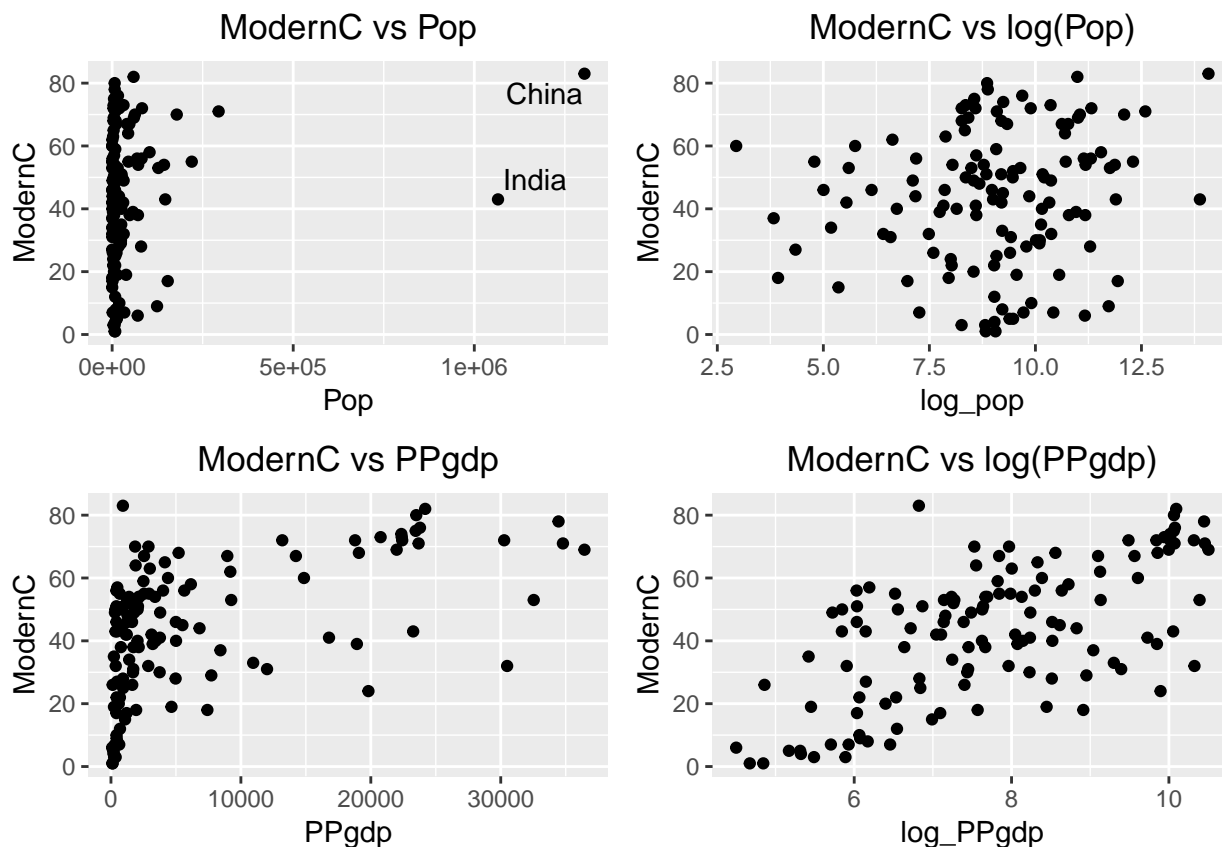 ModernC vs Pop
ModernC
80
60
40
20
0
China
India
0e+00 5e+05 1e+06
Pop
ModernC vs log(Pop)
ModernC
80
60
40
20
0
2.5 5.0 7.5 10.0 12.5
log_pop
ModernC vs PPgdp
ModernC
80
60
40
20
0
0 10000 20000 30000
PPgdp
ModernC vs log(PPgdp)
ModernC
80
60
40
20
0
6 8 10
log_PPgdp